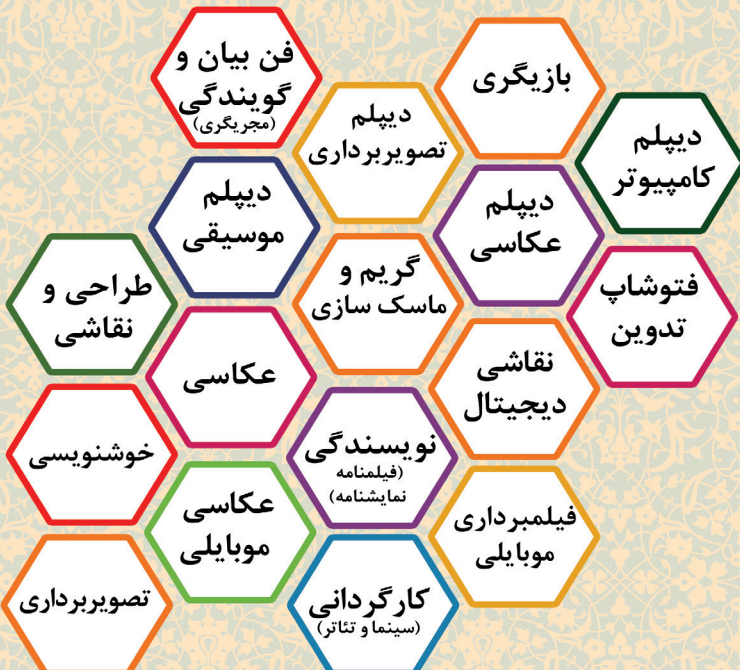 فن بیان و
گویندگی
(مجریگری)
بازیگری
دیپلم
تصویربرداری
دیپلم
کامپیوتر
دیپلم
موسیقی
دیپلم
عکاسی
طراحی و
نقاشی
گریم و
ماسک سازی
فتوشاپ
تدوین
عکاسی
نقاشی
دیجیتال
خوشنویسی
نویسندگی
(فیلمنامه
نمایشنامه)
عکاسی
موبایلی
فیلمبرداری
موبایلی
تصویربرداری
کارگردانی
(سینما و تئاتر)